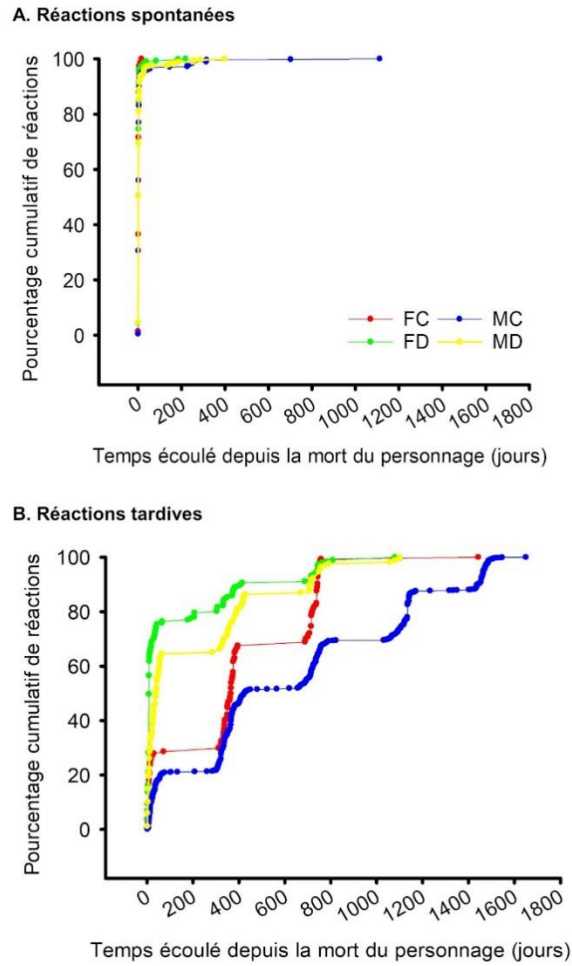 A. Réactions spontanées
Pourcentage cumulatif de réactions
100
80
60
40
20
0
FC MC
FD MD
0 200 400 600 800 1000 1200 1400 1600 1800
Temps écoulé depuis la mort du personnage (jours)
B. Réactions tardives
Pourcentage cumulatif de réactions
100
80
60
40
20
0
0 200 400 600 800 1000 1200 1400 1600 1800
Temps écoulé depuis la mort du personnage (jours)